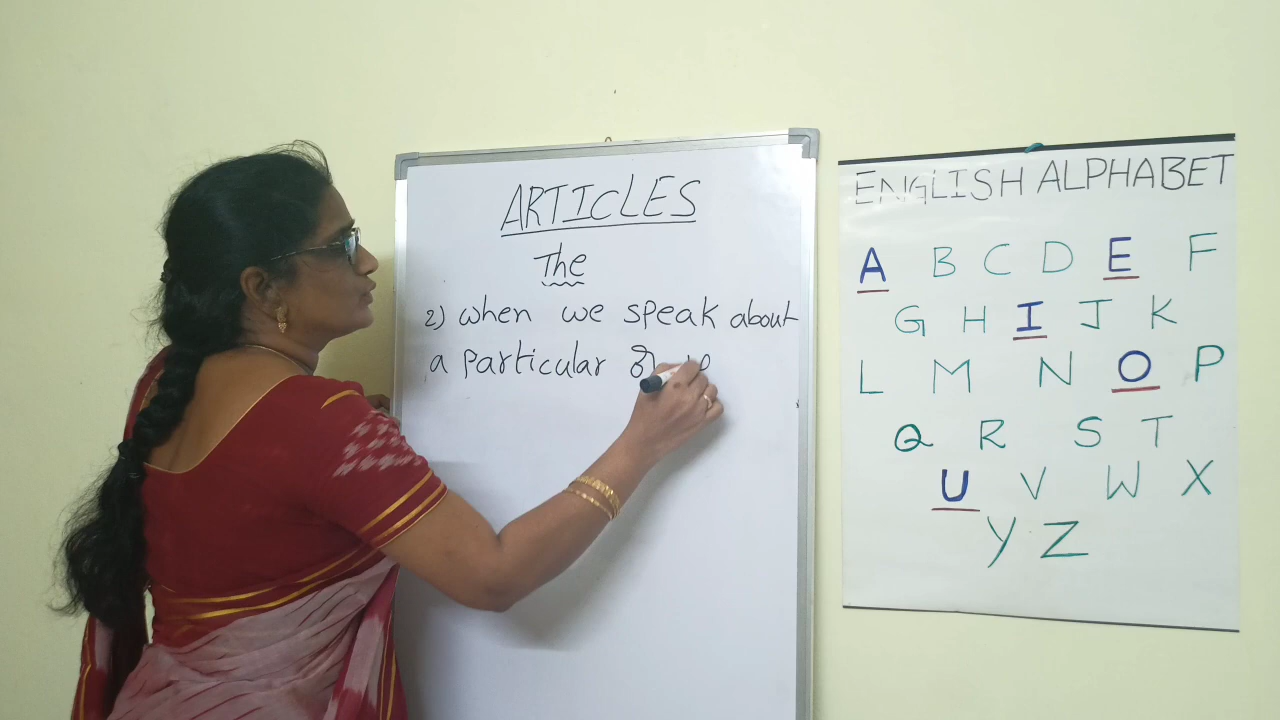 ARTICLES
The
2) when we speak about
a particular
ENGLISH ALPHABET
A B C D E F
G H I J K
L M N O P
Q R S T
U V W X
Y Z